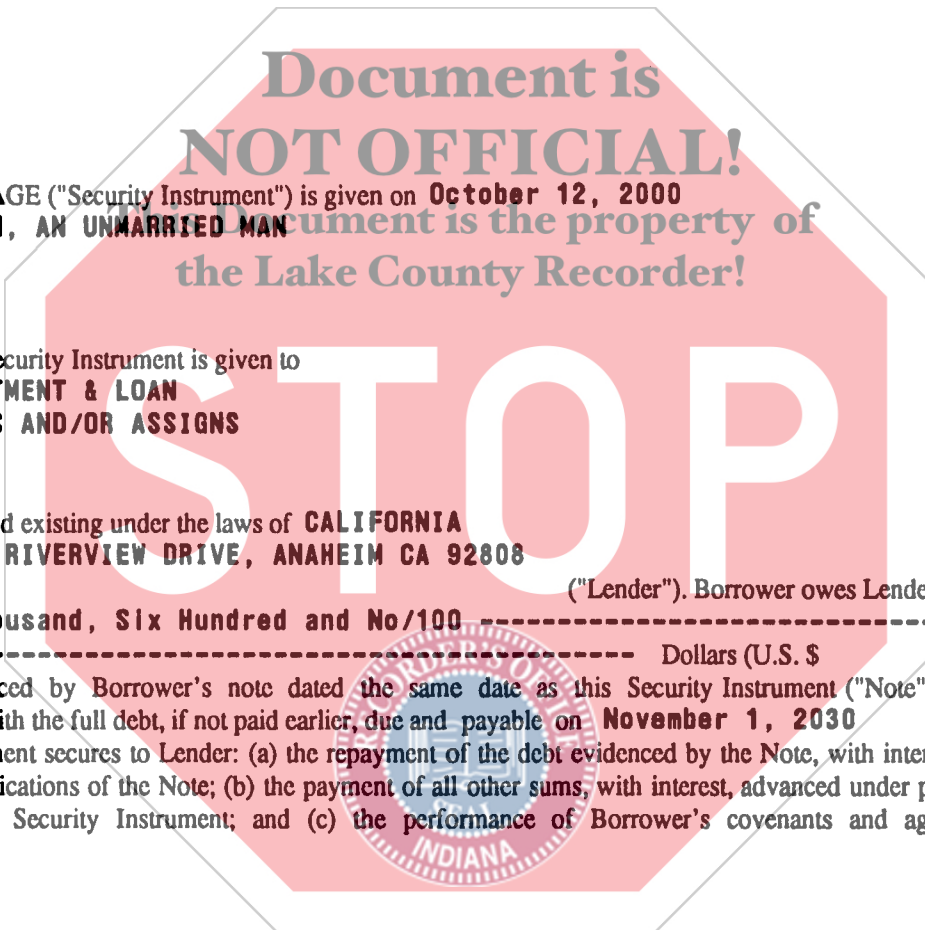 Document is
NOT OFFICIAL!
AGE ("Security Instrument") is given on October 12, 2000
This Document is the property of
, AN UNMARRIED MAN
the Lake County Recorder!
ecurity Instrument is given to
TMENT & LOAN
AND/OR ASSIGNS
STOP
d existing under the laws of CALIFORNIA
RIVERVIEW DRIVE, ANAHEIM CA 92808
("Lender"). Borrower owes Lende
ousand, Six Hundred and No/100 ------------------------------
---------------------------------------- Dollars (U.S. $
ced by Borrower's note dated the same date as this Security Instrument ("Note"
ith the full debt, if not paid earlier, due and payable on November 1, 2030
ent secures to Lender: (a) the repayment of the debt evidenced by the Note, with inter
ications of the Note; (b) the payment of all other sums, with interest, advanced under p
Security Instrument; and (c) the performance of Borrower's covenants and ag
RECORDER'S OFFICE
SEAL
INDIANA